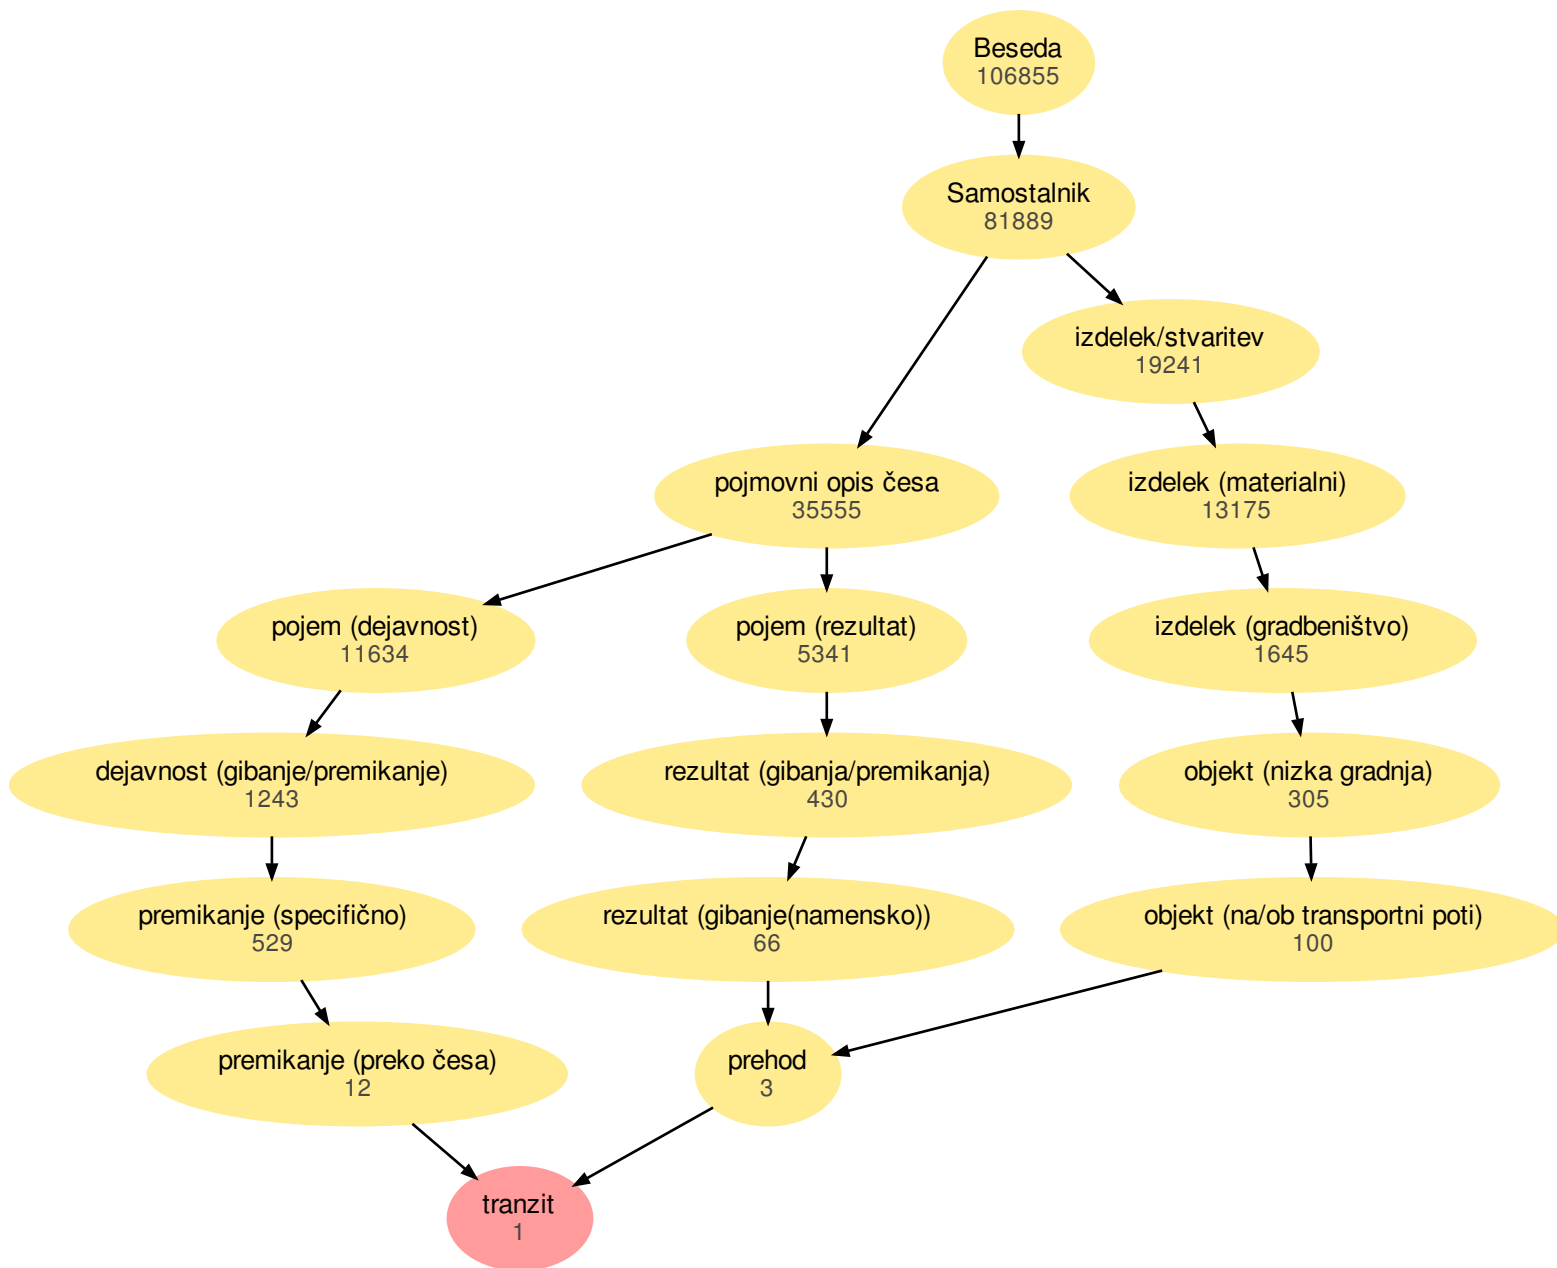 Beseda
106855
Samostalnik
81889
izdelek/stvaritev
19241
pojmovni opis česa
35555
izdelek (materialni)
13175
pojem (dejavnost)
11634
pojem (rezultat)
5341
izdelek (gradbeništvo)
1645
dejavnost (gibanje/premikanje)
1243
rezultat (gibanja/premikanja)
430
objekt (nizka gradnja)
305
premikanje (specifično)
529
rezultat (gibanje(namensko))
66
objekt (na/ob transportni poti)
100
premikanje (preko česa)
12
prehod
3
tranzit
1